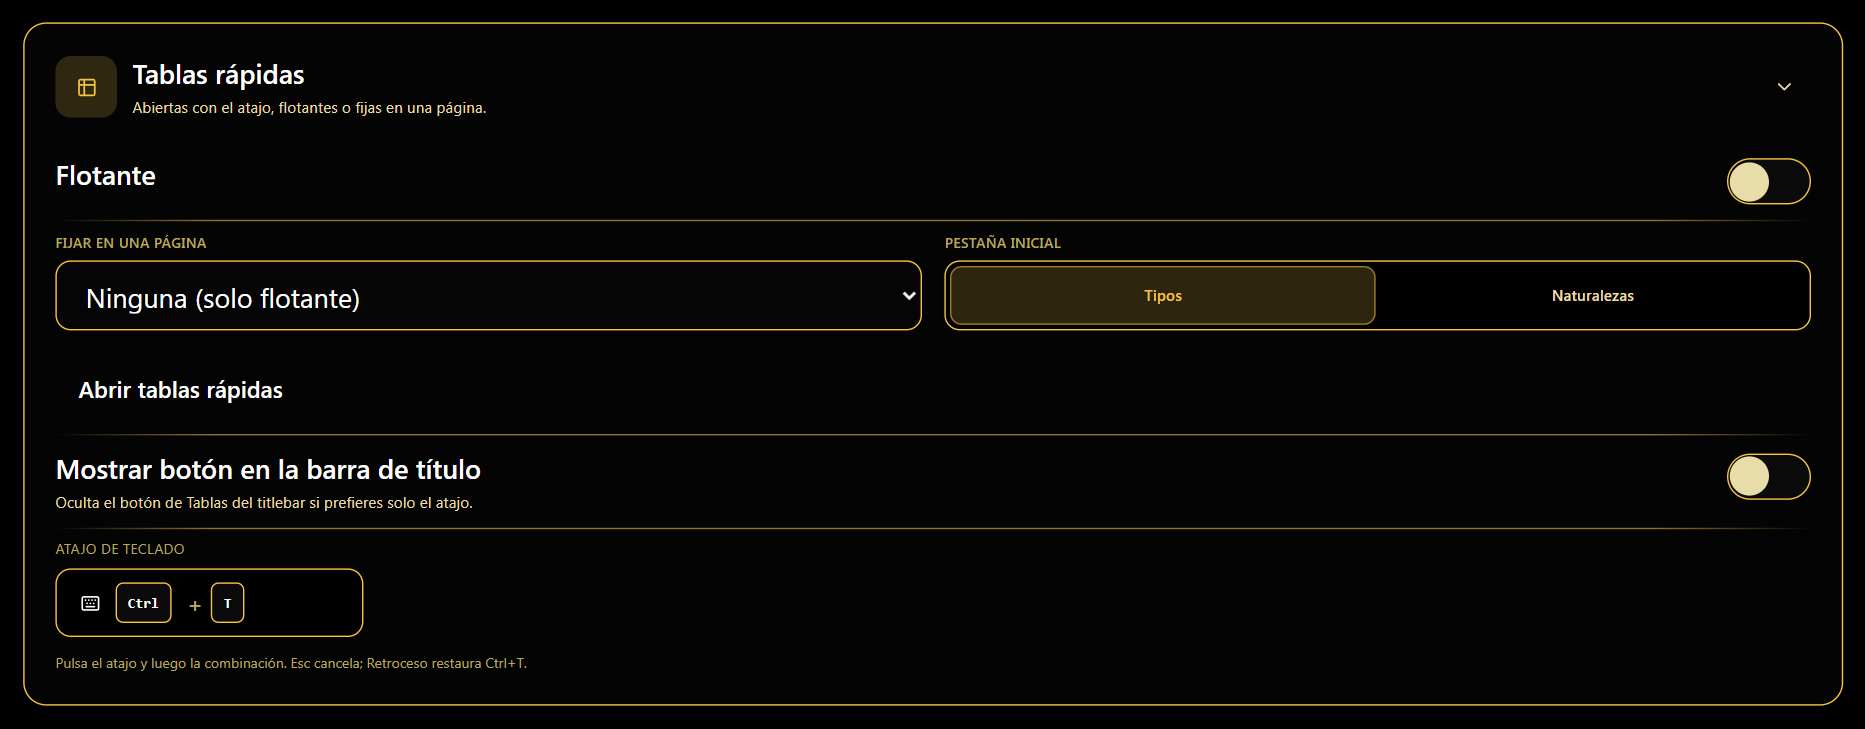 Tablas rápidas
Abiertas con el atajo, flotantes o fijas en una página.
Flotante
FIJAR EN UNA PÁGINA
Ninguna (solo flotante)
PESTAÑA INICIAL
Tipos
Naturalezas
Abrir tablas rápidas
Mostrar botón en la barra de título
Oculta el botón de Tablas del titlebar si prefieres solo el atajo.
ATAJO DE TECLADO
Ctrl + T
Pulsa el atajo y luego la combinación. Esc cancela; Retroceso restaura Ctrl+T.